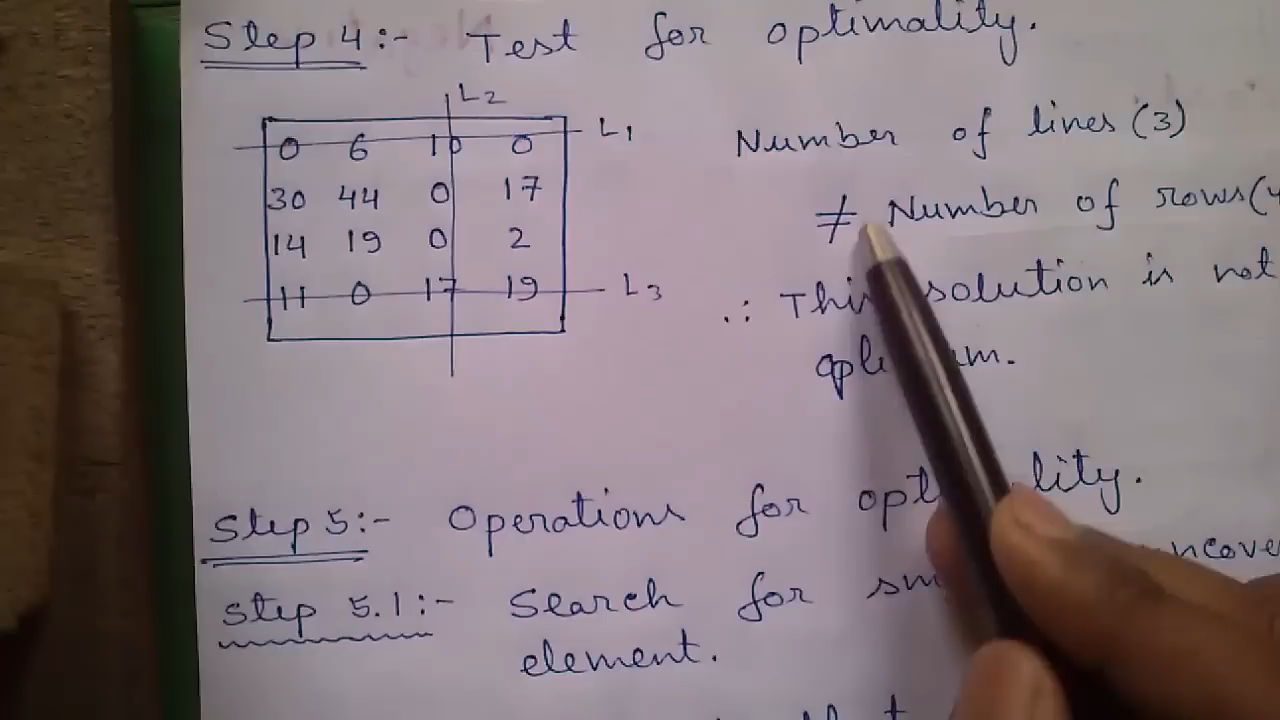 Step 4:- Test for optimality.
L2
0 6 10 0 L1
30 44 0 17
14 19 0 2
11 0 17 19 L3
Number of lines (3)
≠ Number of rows (4
∴ This solution is not
Step 5:- Operations for
Step 5.1:- Search for
element.